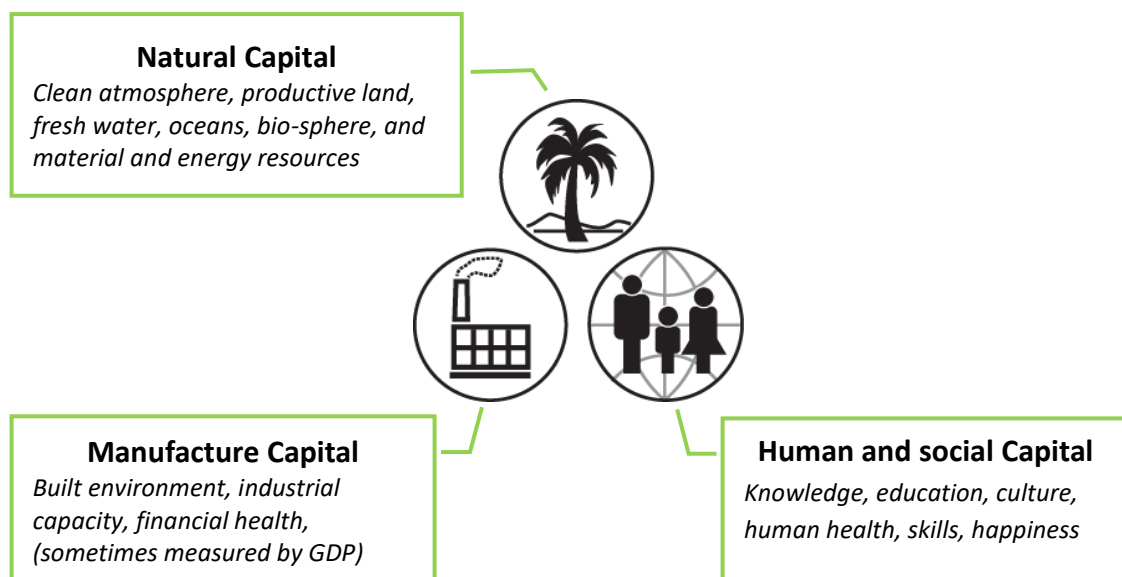 Natural Capital
Clean atmosphere, productive land,
fresh water, oceans, bio-sphere, and
material and energy resources
Manufacture Capital
Built environment, industrial
capacity, financial health,
(sometimes measured by GDP)
Human and social Capital
Knowledge, education, culture,
human health, skills, happiness